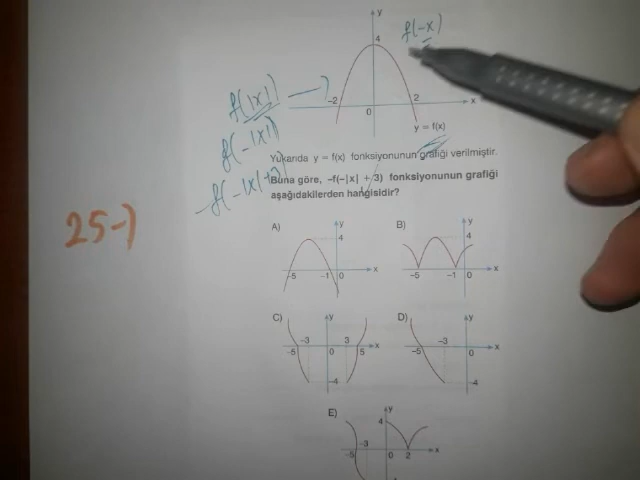 y
f(-x)
4
f(|x|)
-2
2
0
x
f(-|x|)
y = f(x)
Yukarıda y = f(x) fonksiyonunun grafiği verilmiştir.
Buna göre, -f(-|x| + 3) fonksiyonunun grafiği
-f(-|x|+3)
aşağıdakilerden hangisidir?
25-)
A)
y
4
-5
-1
0
x
B)
y
4
-5
-1
0
x
C)
y
-3
3
-5
0
5
x
-4
D)
y
-3
-5
0
x
-4
E)
y
4
-3
-5
0
2
x